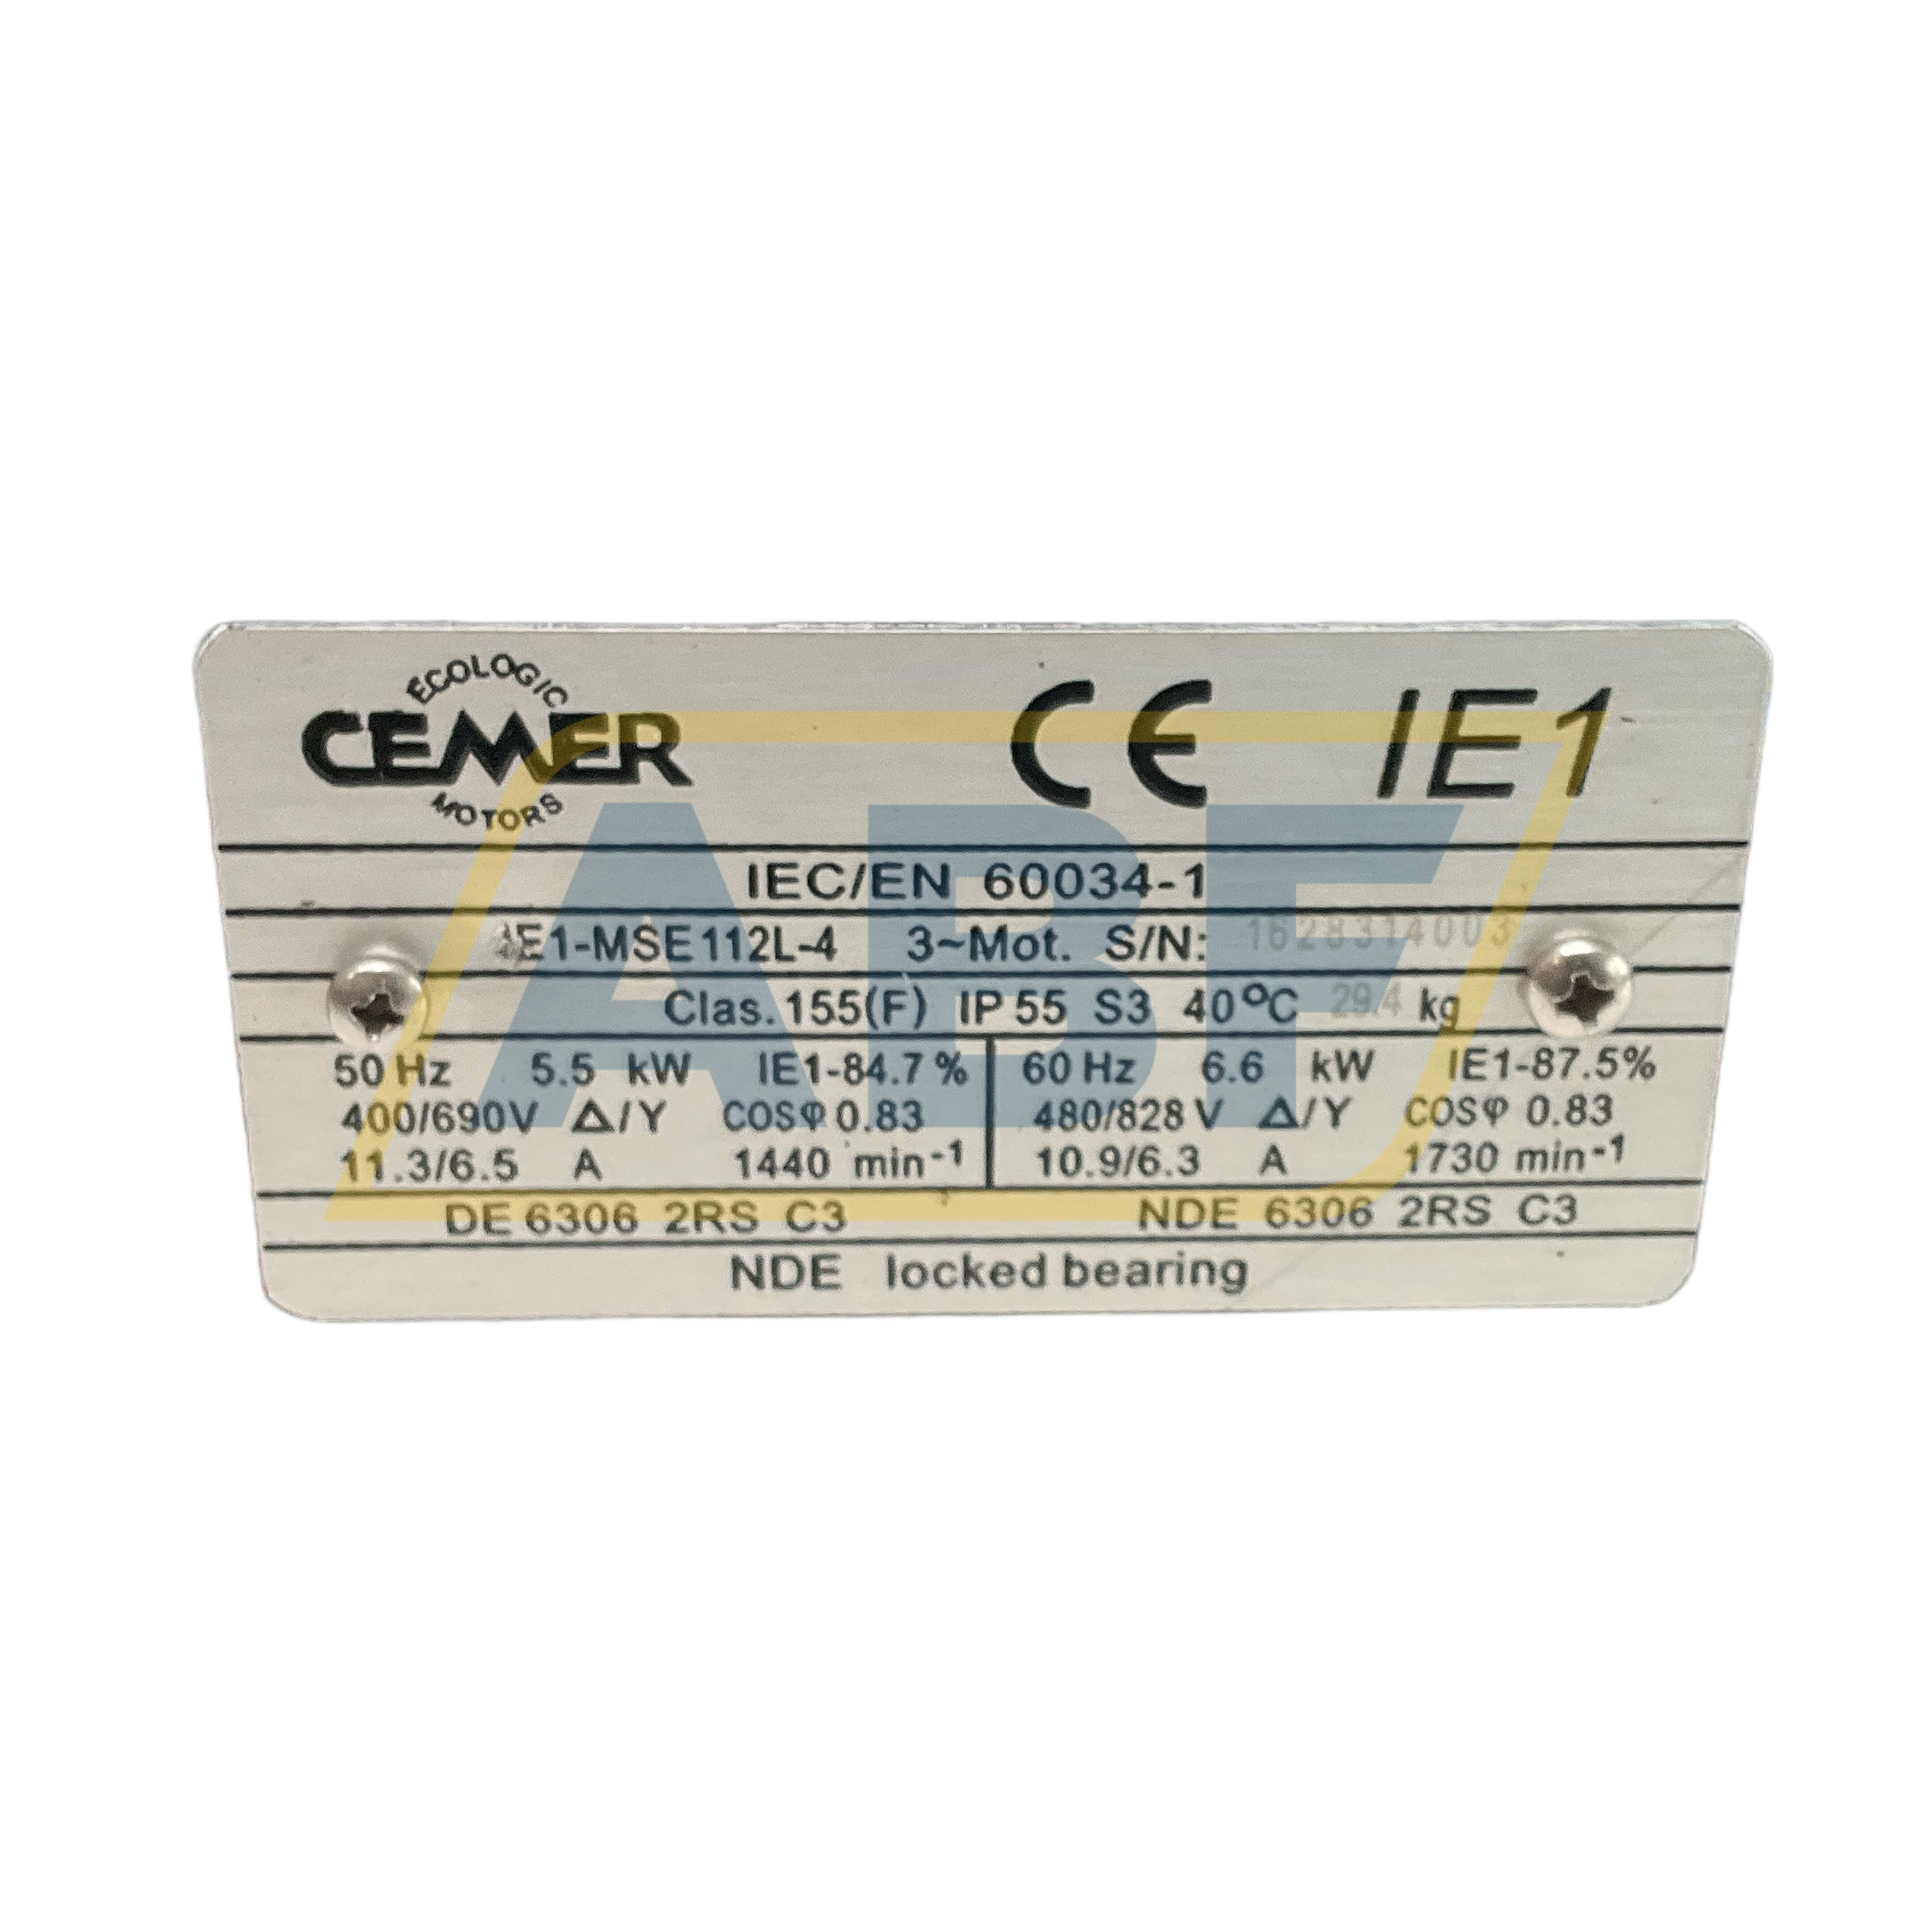 ECOLOGIC
CEMER
MOTORS
CE IE1
IEC/EN 60034-1
IE1-MSE112L-4 3~Mot. S/N: 1628314003
Clas.155(F) IP 55 S3 40°C 29.4 kg
50 Hz 5.5 kW IE1-84.7% 60 Hz 6.6 kW IE1-87.5%
400/690V Δ/Y COSφ 0.83 480/828 V Δ/Y COSφ 0.83
11.3/6.5 A 1440 min-1 10.9/6.3 A 1730 min-1
DE 6306 2RS C3 NDE 6306 2RS C3
NDE locked bearing
ABF